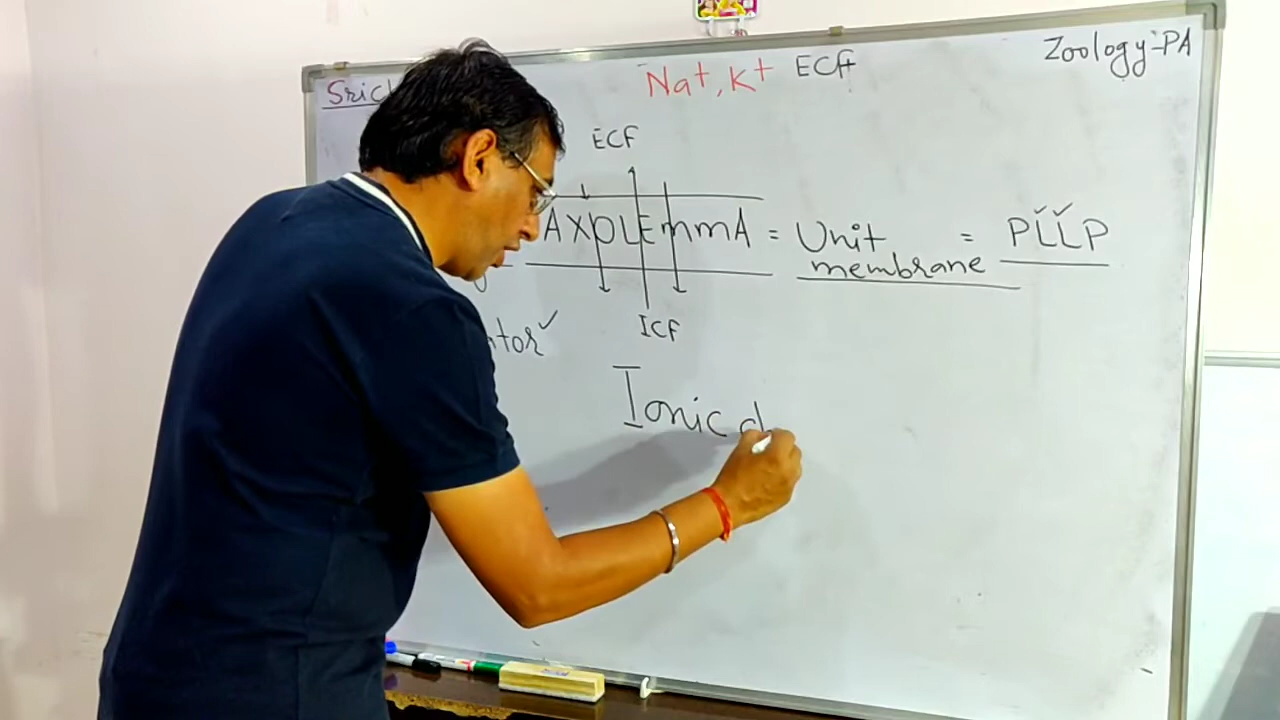 Na⁺, K⁺ ECF
Zoology-PA
ECF
AXOLEmmA = Unit membrane = PLLP
ICF
Ionic d